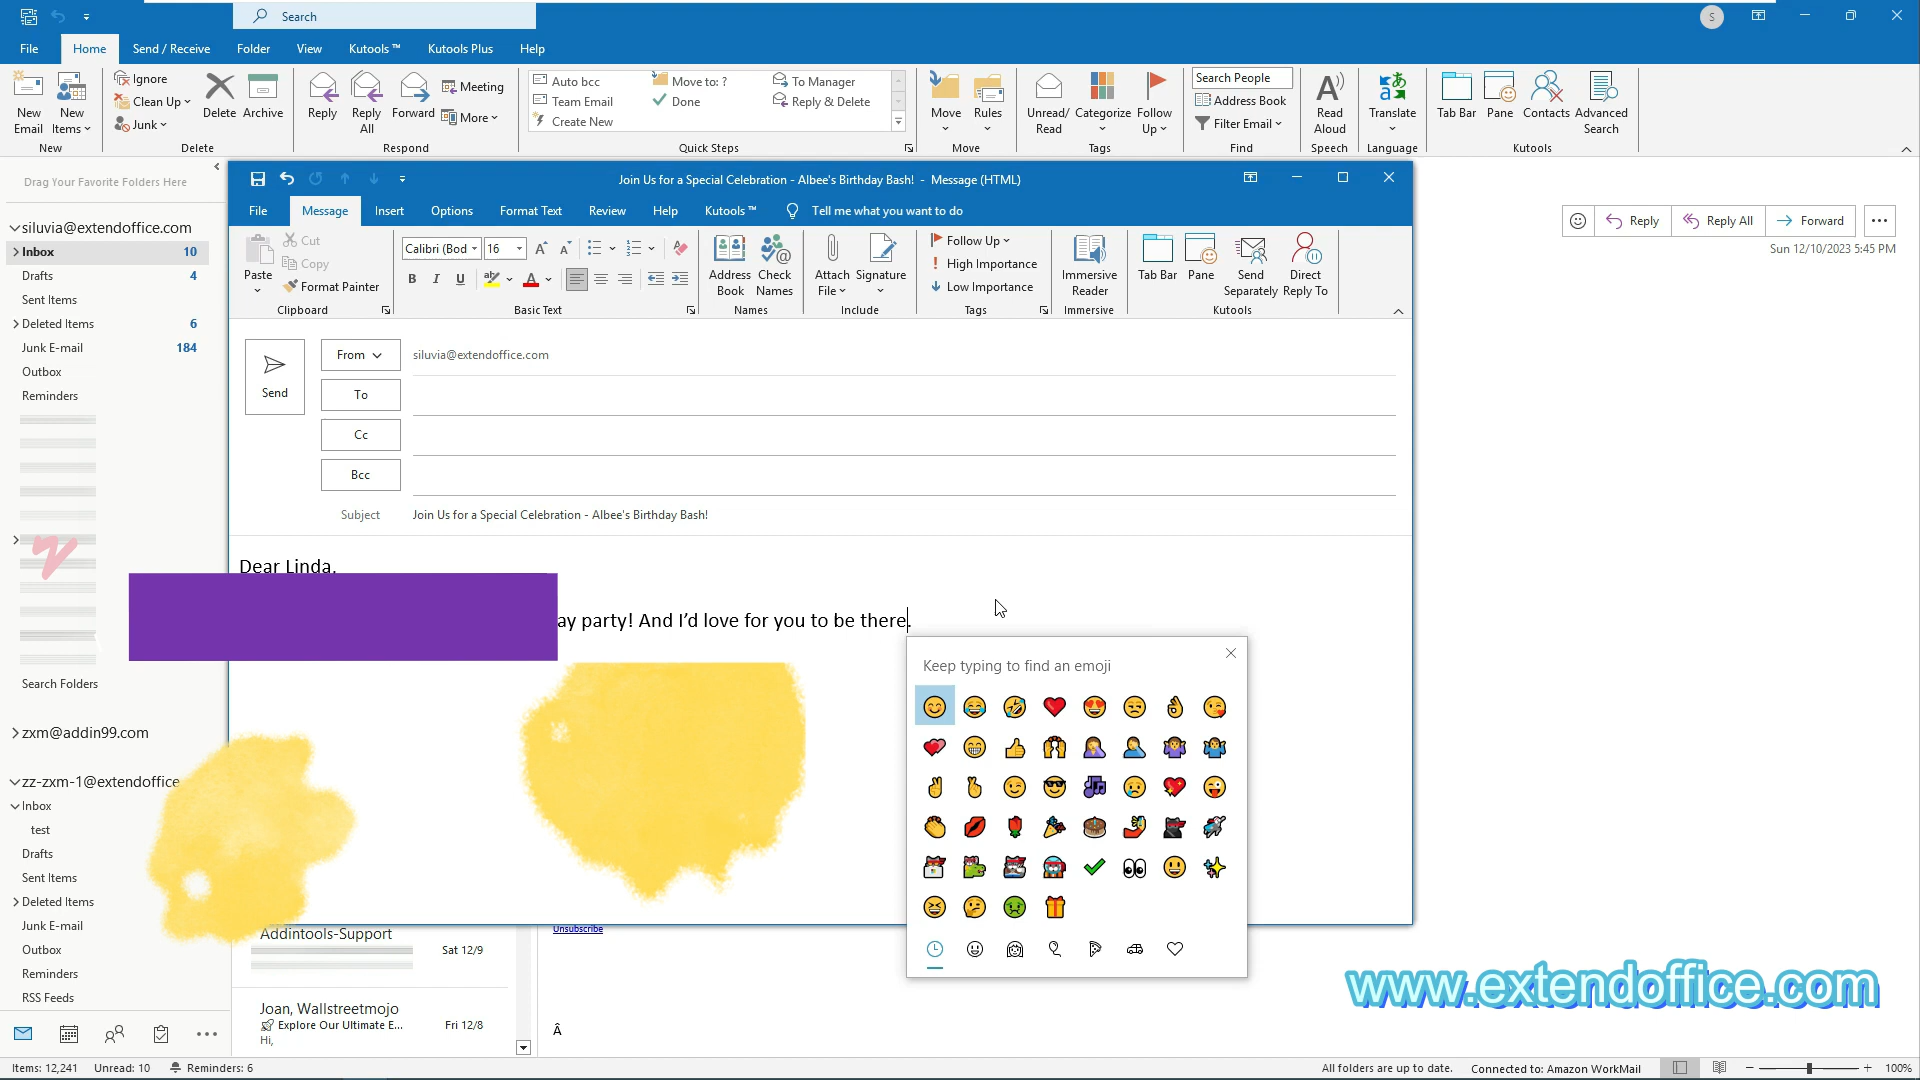 Search
S
File Home Send / Receive Folder View Kutools ™ Kutools Plus Help
New Email
New Items
New
Ignore
Clean Up
Junk
Delete
Archive
Delete
Reply
Reply All
Forward
Meeting
More
Respond
Auto bcc
Team Email
Create New
Move to: ?
Done
To Manager
Reply & Delete
Quick Steps
Move
Rules
Move
Unread/ Read
Categorize
Follow Up
Tags
Search People
Address Book
Filter Email
Find
Read Aloud
Speech
Translate
Language
Tab Bar
Pane
Contacts
Advanced Search
Kutools
Drag Your Favorite Folders Here
siluvia@extendoffice.com
Inbox 10
Drafts 4
Sent Items
Deleted Items 6
Junk E-mail 184
Outbox
Reminders
Search Folders
zxm@addin99.com
zz-zxm-1@extendoffice
Inbox
test
Drafts
Sent Items
Deleted Items
Junk E-mail
Outbox
Reminders
RSS Feeds
Join Us for a Special Celebration - Albee's Birthday Bash! - Message (HTML)
File Message Insert Options Format Text Review Help Kutools ™ Tell me what you want to do
Paste
Cut
Copy
Format Painter
Clipboard
Calibri (Bod 16
B I U
Basic Text
Address Book
Check Names
Names
Attach File
Signature
Include
Follow Up
High Importance
Low Importance
Tags
Immersive Reader
Immersive
Tab Bar
Pane
Send Separately
Direct Reply To
Kutools
Send
From siluvia@extendoffice.com
To
Cc
Bcc
Subject Join Us for a Special Celebration - Albee's Birthday Bash!
Dear Linda,
ay party! And I’d love for you to be there.
Keep typing to find an emoji
Reply
Reply All
Forward
Sun 12/10/2023 5:45 PM
Addintools-Support
Sat 12/9
Joan, Wallstreetmojo
Explore Our Ultimate E... Fri 12/8
Hi,
Unsubscribe
Â
www.extendoffice.com
Items: 12,241 Unread: 10 Reminders: 6
All folders are up to date. Connected to: Amazon WorkMail 100%